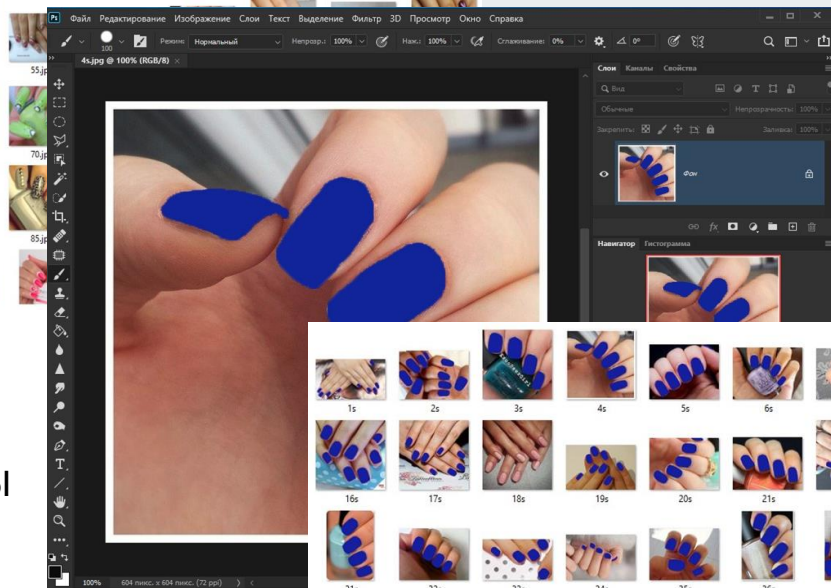 Ps Файл Редактирование Изображение Слои Текст Выделение Фильтр 3D Просмотр Окно Справка
100 Режим: Нормальный Непрозр.: 100% Наж.: 100% Сглаживание: 0% 0°
4s.jpg @ 100% (RGB/8) ×
55.jp
70.jp
85.jp
ы
Слои Каналы Свойства
Вид
Обычные Непрозрачность: 100%
Закрепить: Заливка: 100%
Фон
fx
Навигатор Гистограмма
1s 2s 3s 4s 5s 6s
16s 17s 18s 19s 20s 21s
100% 604 пикс. x 604 пикс. (72 ppi)